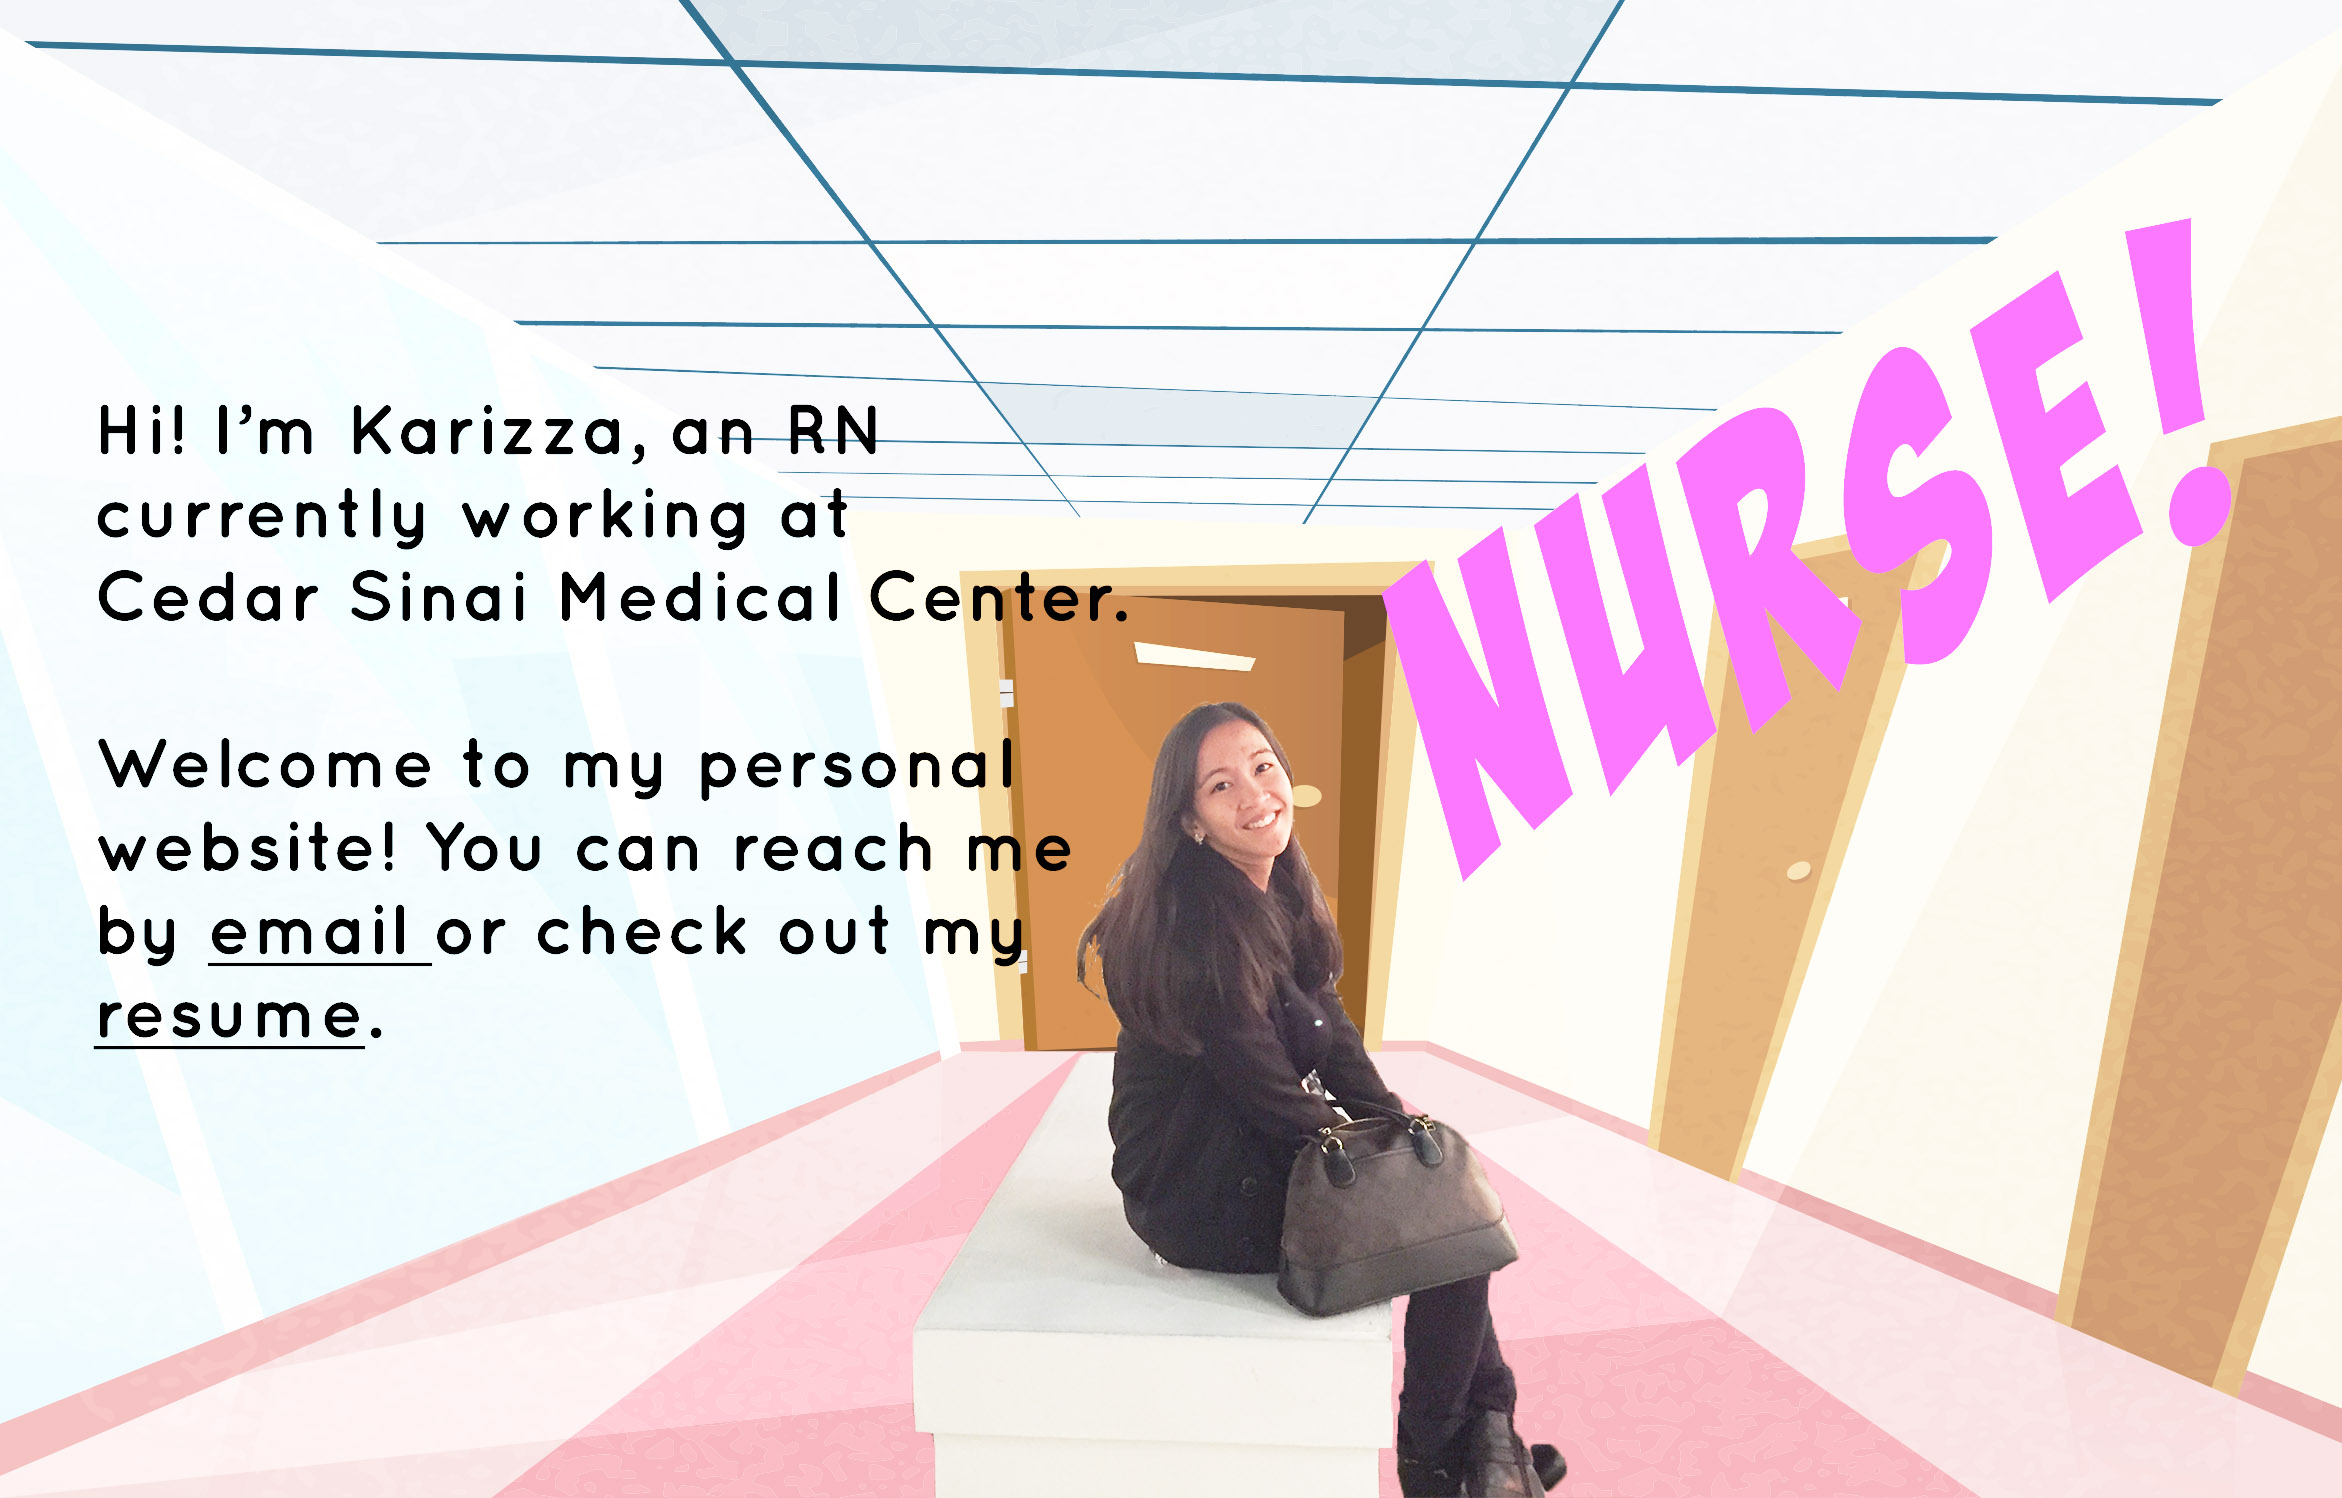 Hi! I’m Karizza, an RN
currently working at
Cedar Sinai Medical Center.
Welcome to my personal
website! You can reach me
by email or check out my
resume.
NURSE!